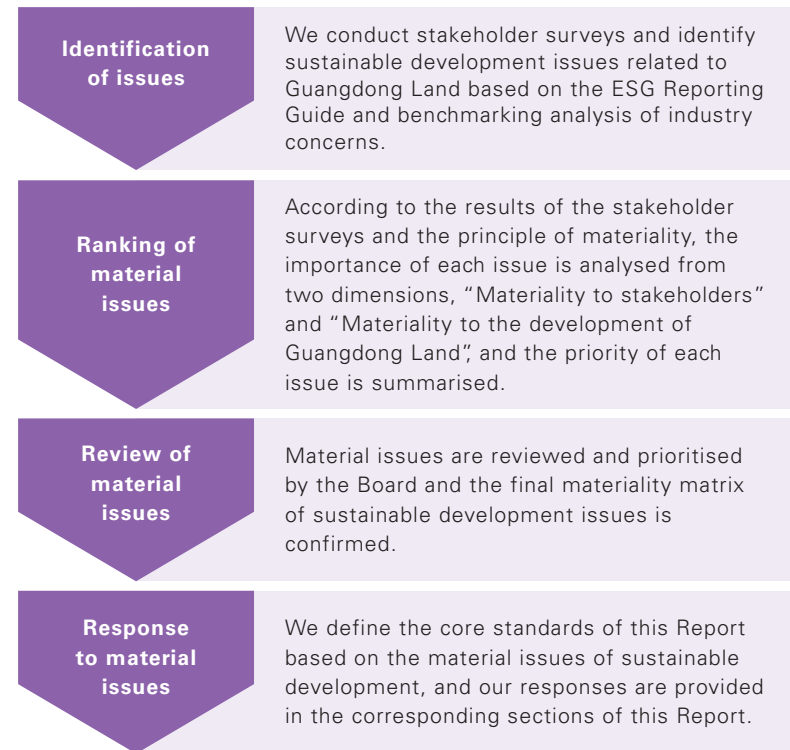 Identification
of issues
We conduct stakeholder surveys and identify
sustainable development issues related to
Guangdong Land based on the ESG Reporting
Guide and benchmarking analysis of industry
concerns.
Ranking of
material
issues
According to the results of the stakeholder
surveys and the principle of materiality, the
importance of each issue is analysed from
two dimensions, “Materiality to stakeholders”
and “Materiality to the development of
Guangdong Land”, and the priority of each
issue is summarised.
Review of
material
issues
Material issues are reviewed and prioritised
by the Board and the final materiality matrix
of sustainable development issues is
confirmed.
Response
to material
issues
We define the core standards of this Report
based on the material issues of sustainable
development, and our responses are provided
in the corresponding sections of this Report.